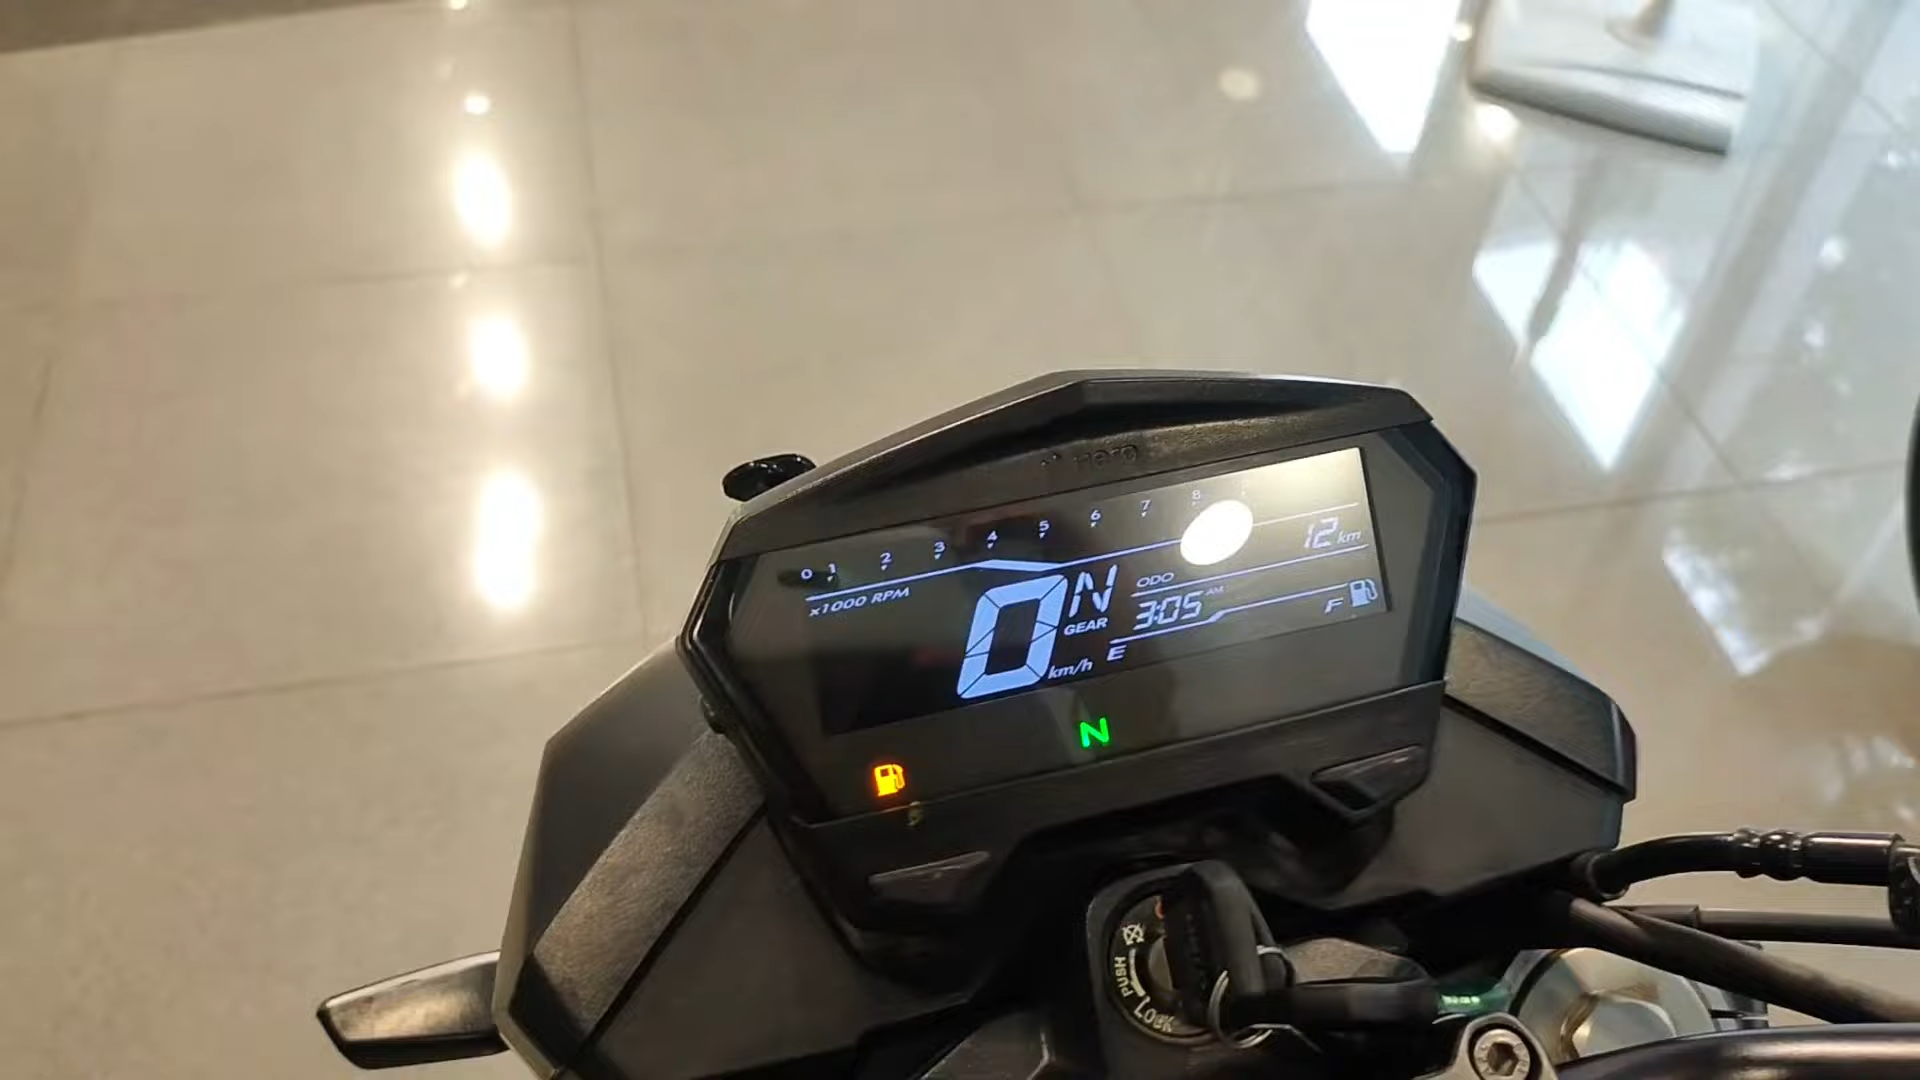 Hero
0 1 2 3 4 5 6 7 8
x1000 RPM
12 km
ODO
N
GEAR
3:05 AM
0 km/h
E F
N
PUSH
LOCK